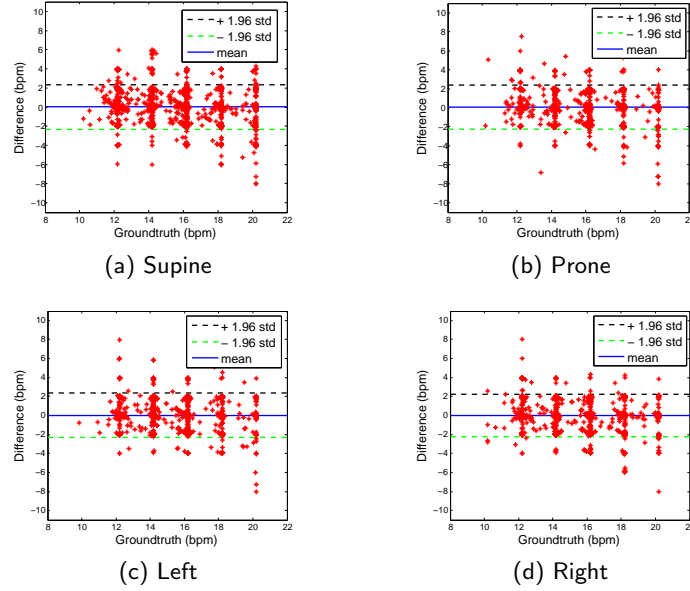 10
8
6
4
2
0
−2
−4
−6
−8
−10
8 10 12 14 16 18 20 22
Difference (bpm)
Groundtruth (bpm)
+ 1.96 std
− 1.96 std
mean
(a) Supine
10
8
6
4
2
0
−2
−4
−6
−8
−10
8 10 12 14 16 18 20 22
Difference (bpm)
Groundtruth (bpm)
+ 1.96 std
− 1.96 std
mean
(b) Prone
10
8
6
4
2
0
−2
−4
−6
−8
−10
8 10 12 14 16 18 20 22
Difference (bpm)
Groundtruth (bpm)
+ 1.96 std
− 1.96 std
mean
(c) Left
10
8
6
4
2
0
−2
−4
−6
−8
−10
8 10 12 14 16 18 20
Difference (bpm)
Groundtruth (bpm)
+ 1.96 std
− 1.96 std
mean
(d) Right